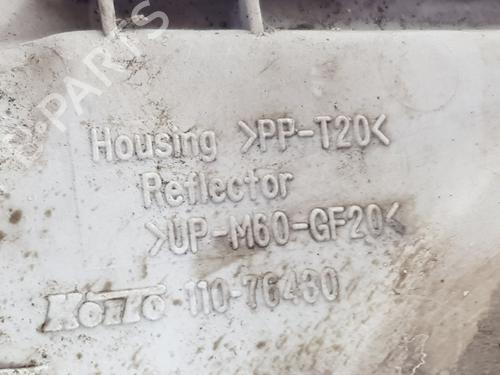 Housing >PP-T20<
Reflector
>UP-M60-GF20<
KOITO 110-76430
PARTS